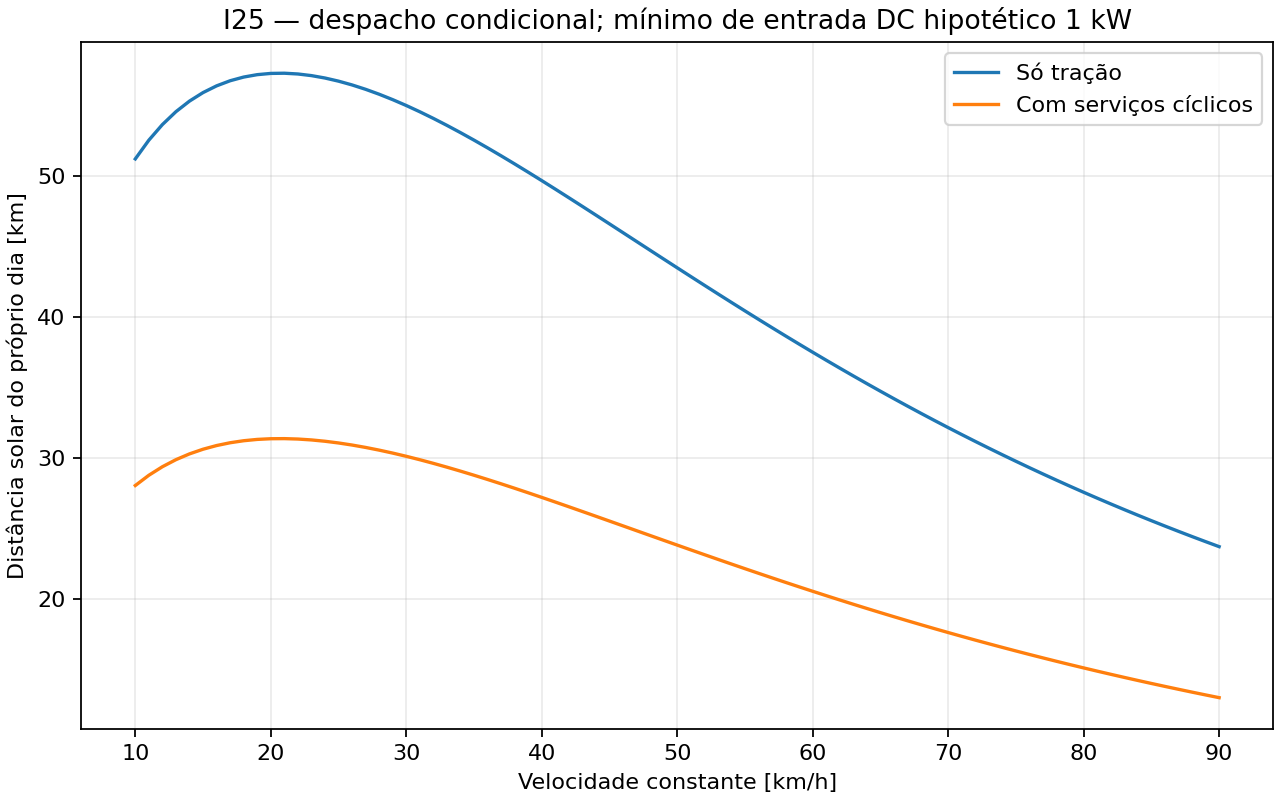 I25 — despacho condicional; mínimo de entrada DC hipotético 1 kW
Só tração
Com serviços cíclicos
Distância solar do próprio dia [km]
50
40
30
20
10 20 30 40 50 60 70 80 90
Velocidade constante [km/h]